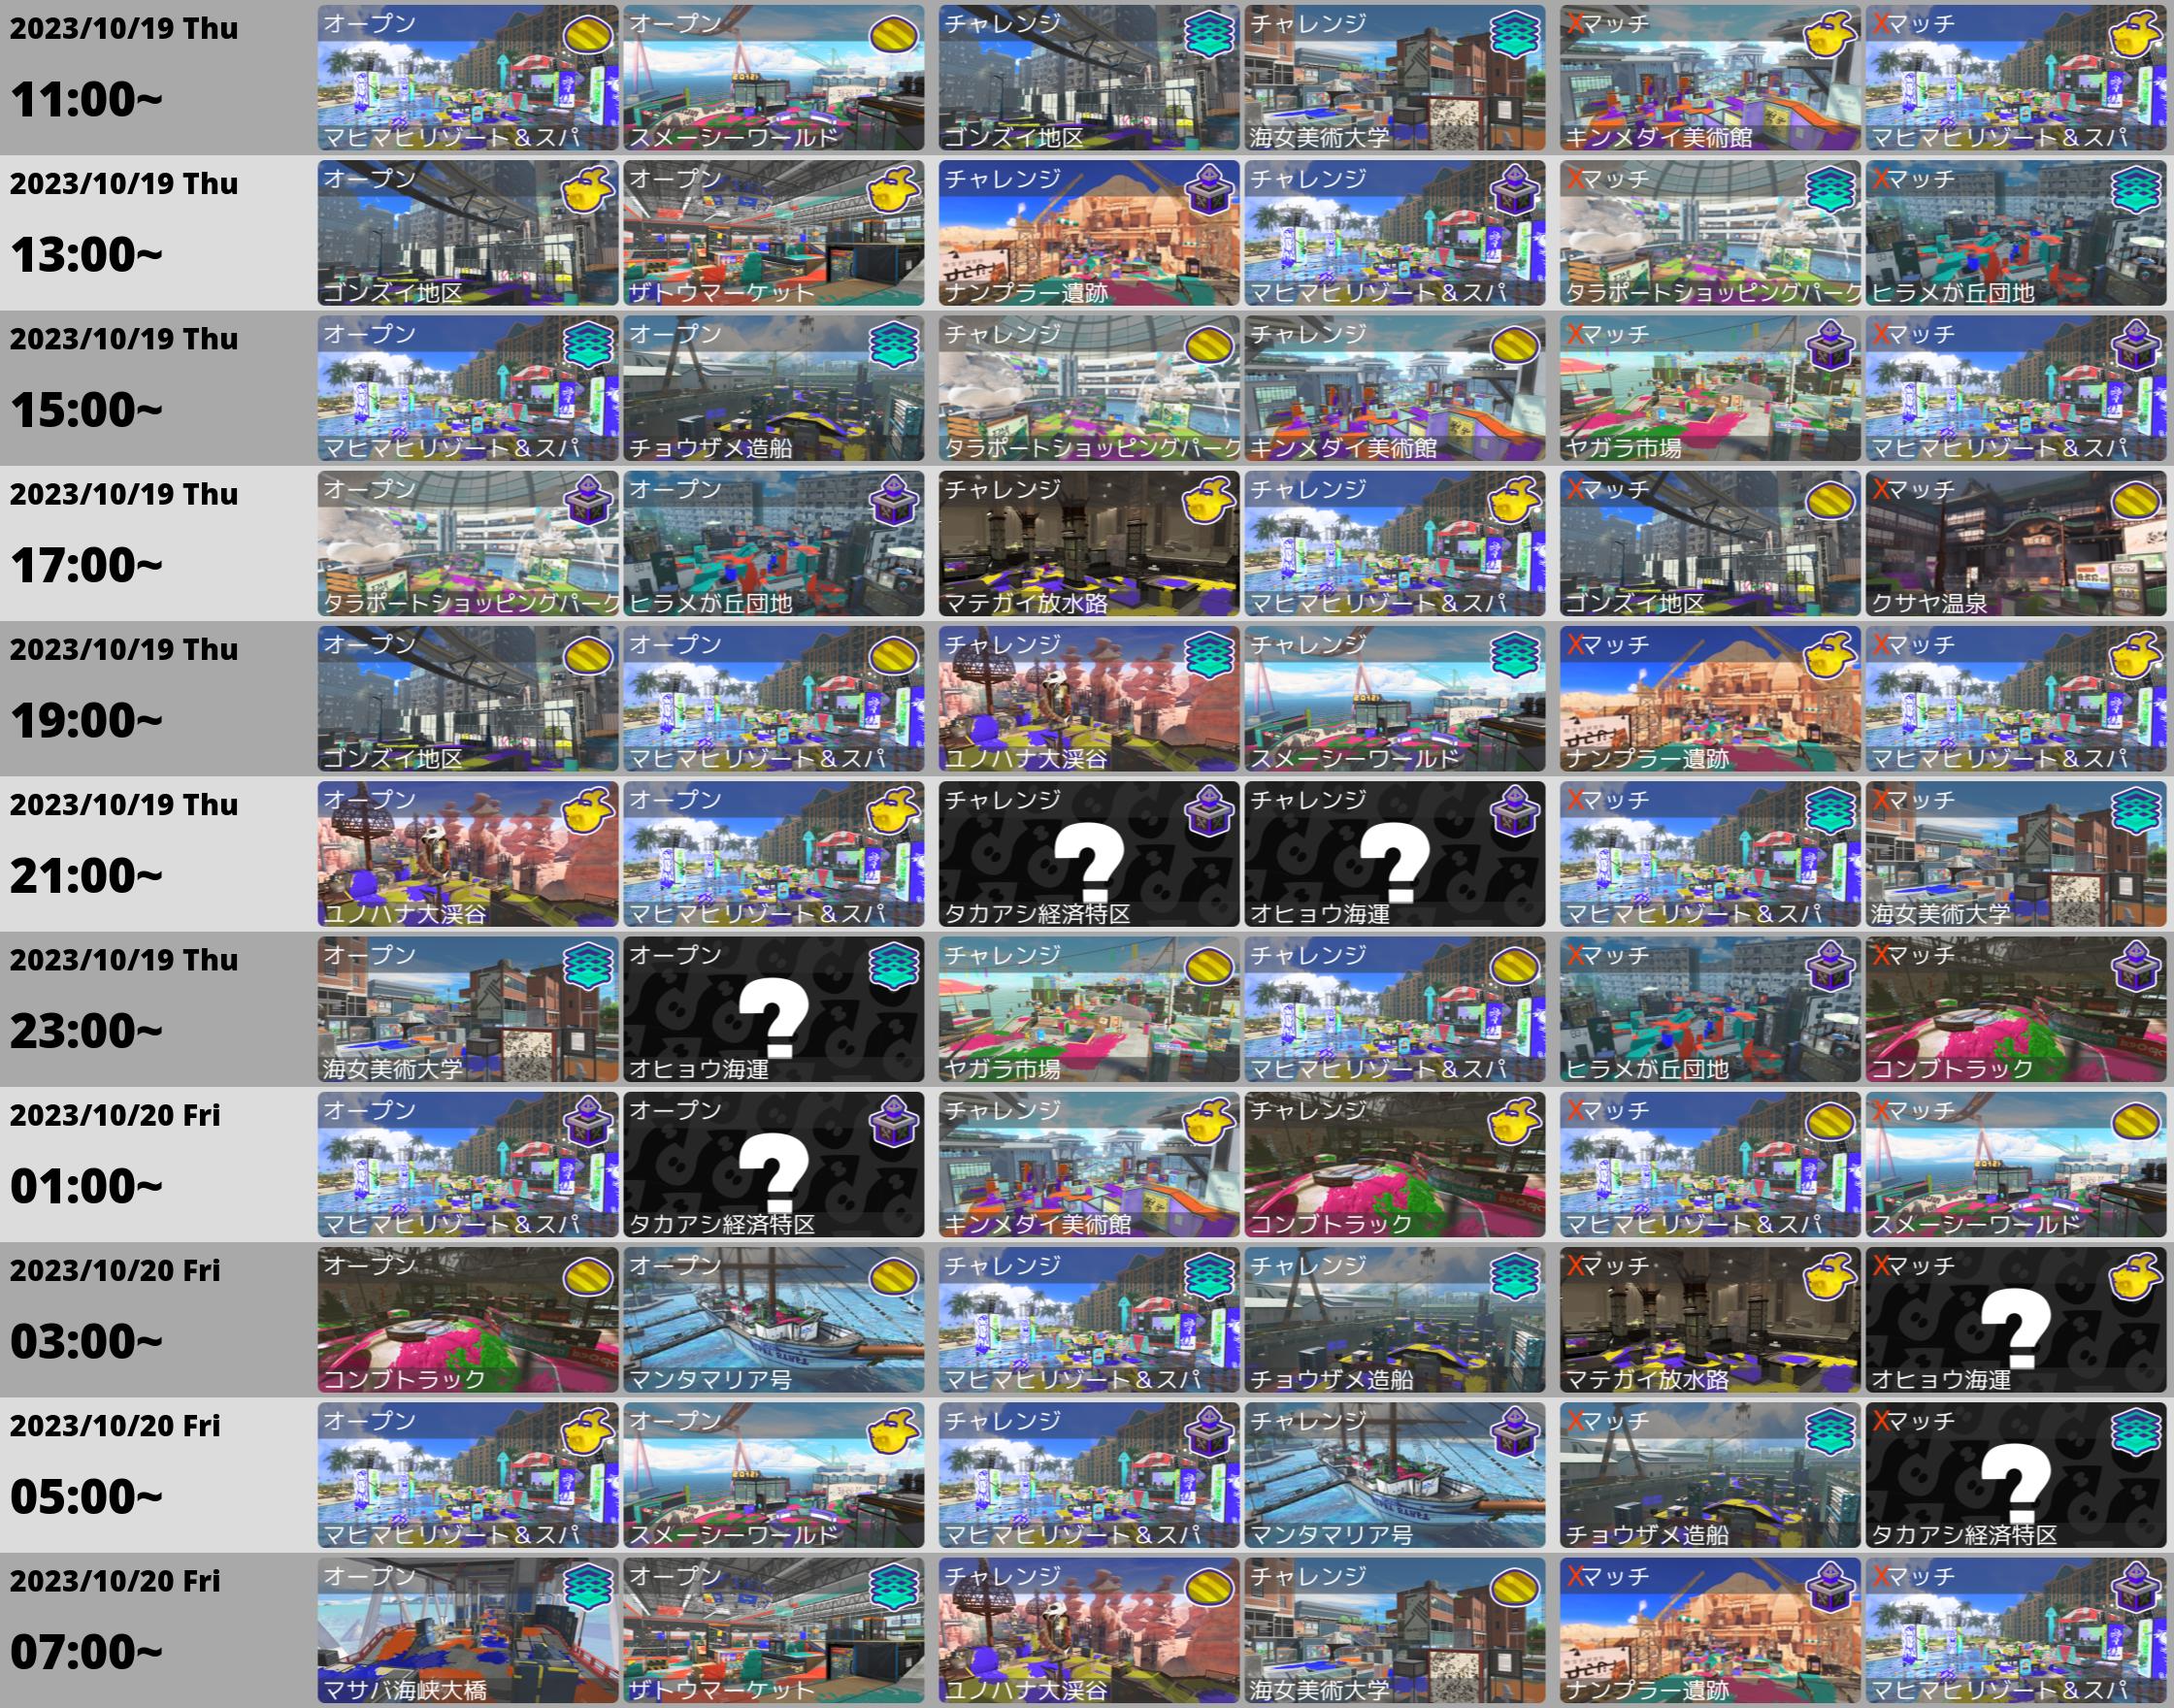 2023/10/19 Thu
11:00~
オープン
マヒマヒリゾート＆スパ
オープン
スメーシーワールド
チャレンジ
ゴンズイ地区
チャレンジ
海女美術大学
Xマッチ
キンメダイ美術館
Xマッチ
マヒマヒリゾート＆スパ
2023/10/19 Thu
13:00~
オープン
ゴンズイ地区
オープン
ザトウマーケット
チャレンジ
ナンプラー遺跡
チャレンジ
マヒマヒリゾート＆スパ
Xマッチ
タラポートショッピングパーク
Xマッチ
ヒラメが丘団地
2023/10/19 Thu
15:00~
オープン
マヒマヒリゾート＆スパ
オープン
チョウザメ造船
チャレンジ
タラポートショッピングパーク
チャレンジ
キンメダイ美術館
Xマッチ
ヤガラ市場
Xマッチ
マヒマヒリゾート＆スパ
2023/10/19 Thu
17:00~
オープン
タラポートショッピングパーク
オープン
ヒラメが丘団地
チャレンジ
マテガイ放水路
チャレンジ
マヒマヒリゾート＆スパ
Xマッチ
ゴンズイ地区
Xマッチ
クサヤ温泉
2023/10/19 Thu
19:00~
オープン
ゴンズイ地区
オープン
マヒマヒリゾート＆スパ
チャレンジ
ユノハナ大渓谷
チャレンジ
スメーシーワールド
Xマッチ
ナンプラー遺跡
Xマッチ
マヒマヒリゾート＆スパ
2023/10/19 Thu
21:00~
オープン
ユノハナ大渓谷
オープン
マヒマヒリゾート＆スパ
チャレンジ
?
タカアシ経済特区
チャレンジ
?
オヒョウ海運
Xマッチ
マヒマヒリゾート＆スパ
Xマッチ
海女美術大学
2023/10/19 Thu
23:00~
オープン
海女美術大学
オープン
?
オヒョウ海運
チャレンジ
ヤガラ市場
チャレンジ
マヒマヒリゾート＆スパ
Xマッチ
ヒラメが丘団地
Xマッチ
コンブトラック
2023/10/20 Fri
01:00~
オープン
マヒマヒリゾート＆スパ
オープン
?
タカアシ経済特区
チャレンジ
キンメダイ美術館
チャレンジ
コンブトラック
Xマッチ
マヒマヒリゾート＆スパ
Xマッチ
スメーシーワールド
2023/10/20 Fri
03:00~
オープン
コンブトラック
オープン
マンタマリア号
チャレンジ
マヒマヒリゾート＆スパ
チャレンジ
チョウザメ造船
Xマッチ
マテガイ放水路
Xマッチ
?
オヒョウ海運
2023/10/20 Fri
05:00~
オープン
マヒマヒリゾート＆スパ
オープン
スメーシーワールド
チャレンジ
マヒマヒリゾート＆スパ
チャレンジ
マンタマリア号
Xマッチ
チョウザメ造船
Xマッチ
?
タカアシ経済特区
2023/10/20 Fri
07:00~
オープン
マサバ海峡大橋
オープン
ザトウマーケット
チャレンジ
ユノハナ大渓谷
チャレンジ
海女美術大学
Xマッチ
ナンプラー遺跡
Xマッチ
マヒマヒリゾート＆スパ